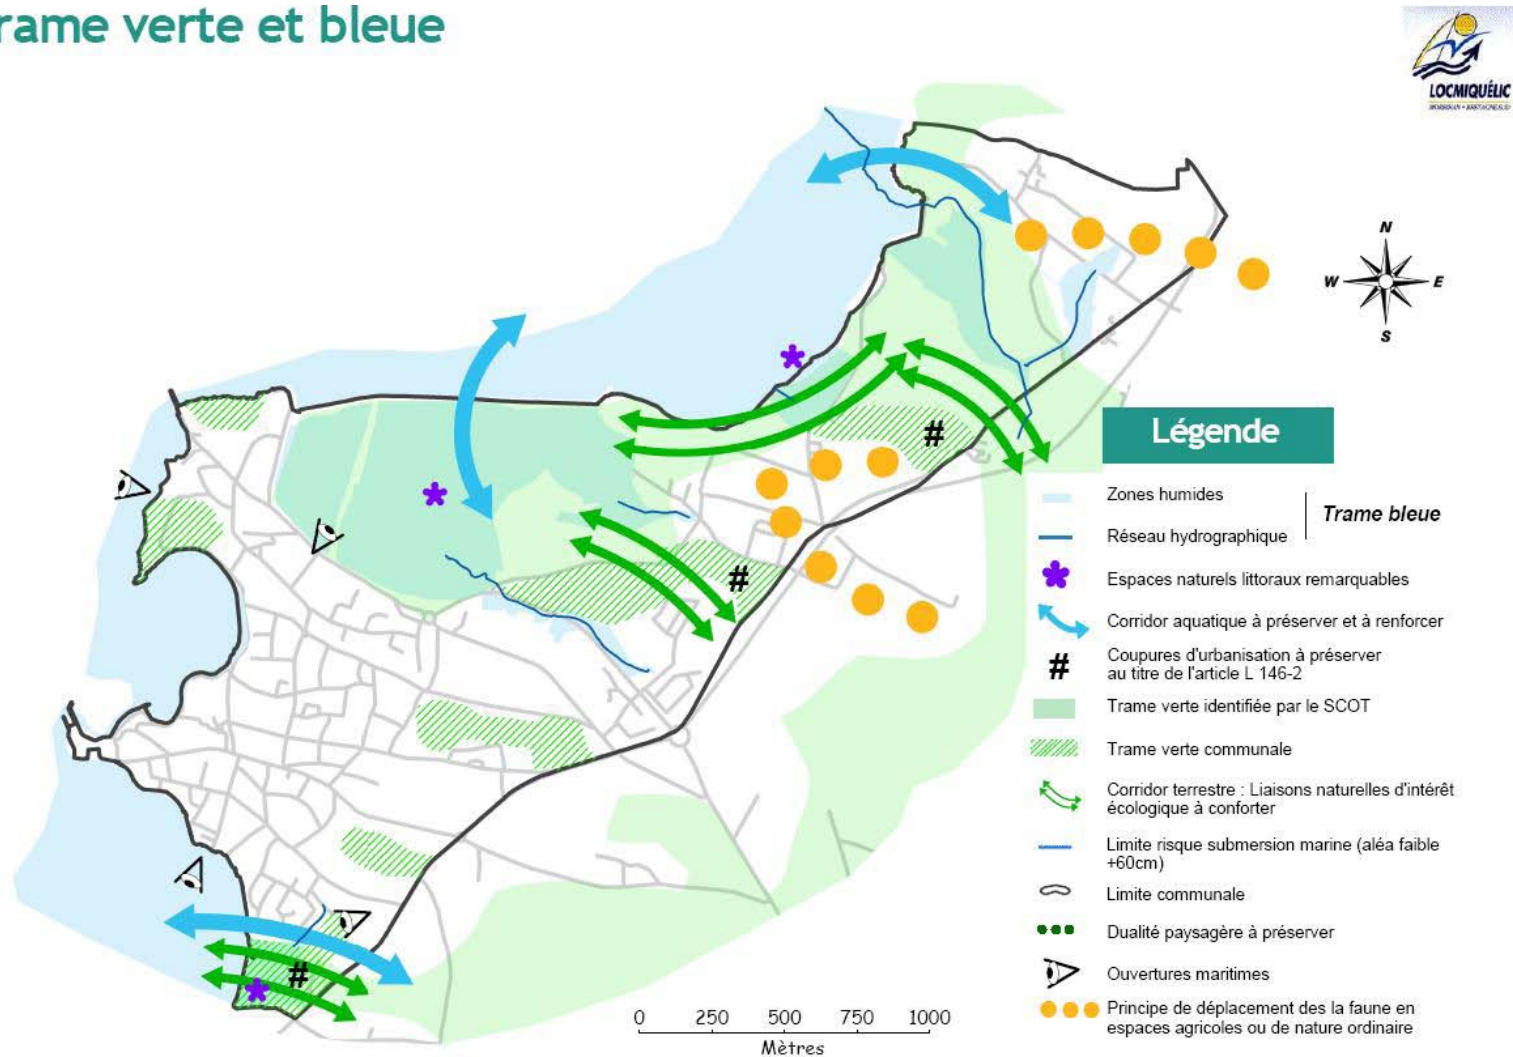 rame verte et bleue
LOCMIQUÉLIC
N
W
E
S
#
#
#
Légende
Zones humides
Réseau hydrographique
Trame bleue
Espaces naturels littoraux remarquables
Corridor aquatique à préserver et à renforcer
# Coupures d'urbanisation à préserver
au titre de l'article L 146-2
Trame verte identifiée par le SCOT
Trame verte communale
Corridor terrestre : Liaisons naturelles d'intérêt
écologique à conforter
Limite risque submersion marine (aléa faible
+60cm)
Limite communale
Dualité paysagère à préserver
Ouvertures maritimes
Principe de déplacement des la faune en
espaces agricoles ou de nature ordinaire
0 250 500 750 1000
Mètres